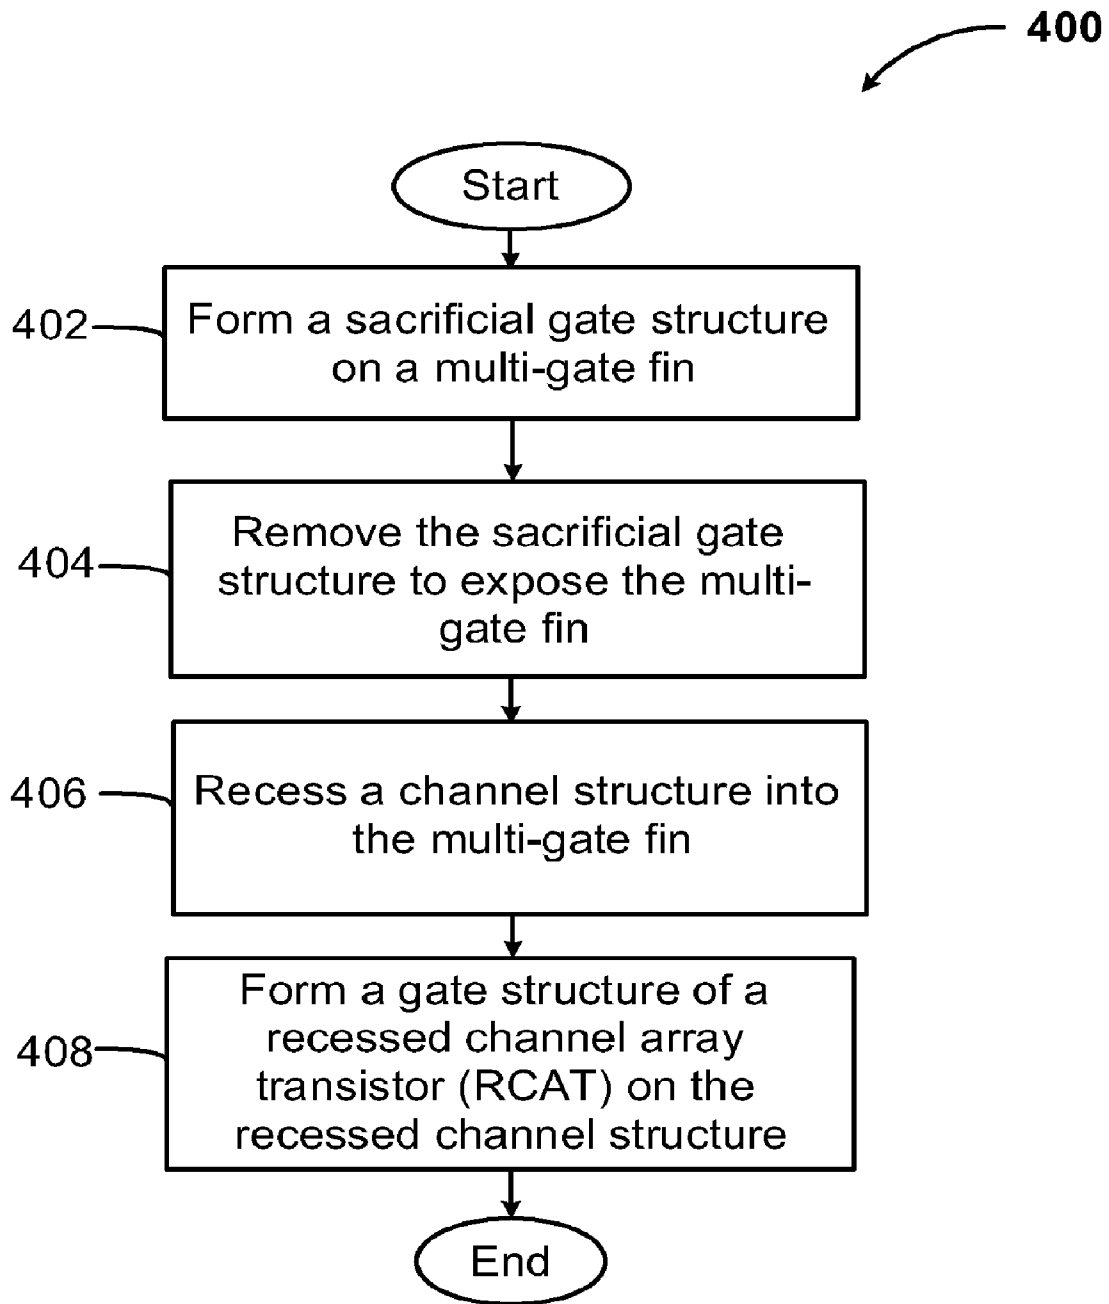 400
Start
402
Form a sacrificial gate structure
on a multi-gate fin
404
Remove the sacrificial gate
structure to expose the multi-
gate fin
406
Recess a channel structure into
the multi-gate fin
408
Form a gate structure of a
recessed channel array
transistor (RCAT) on the
recessed channel structure
End